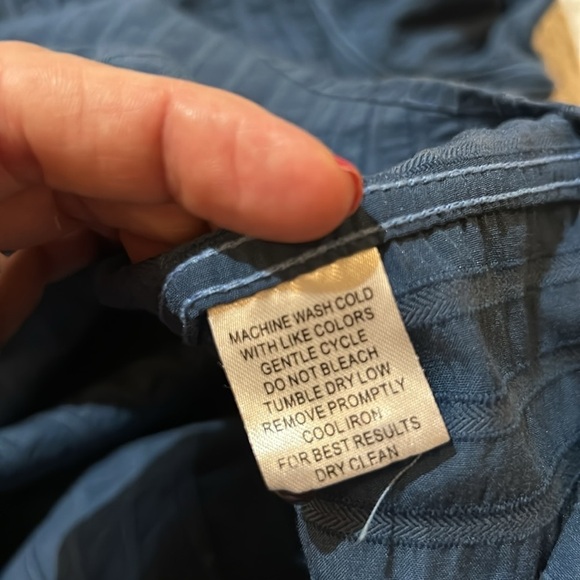 MACHINE WASH COLD
WITH LIKE COLORS
GENTLE CYCLE
DO NOT BLEACH
TUMBLE DRY LOW
REMOVE PROMPTLY
COOL IRON
FOR BEST RESULTS
DRY CLEAN